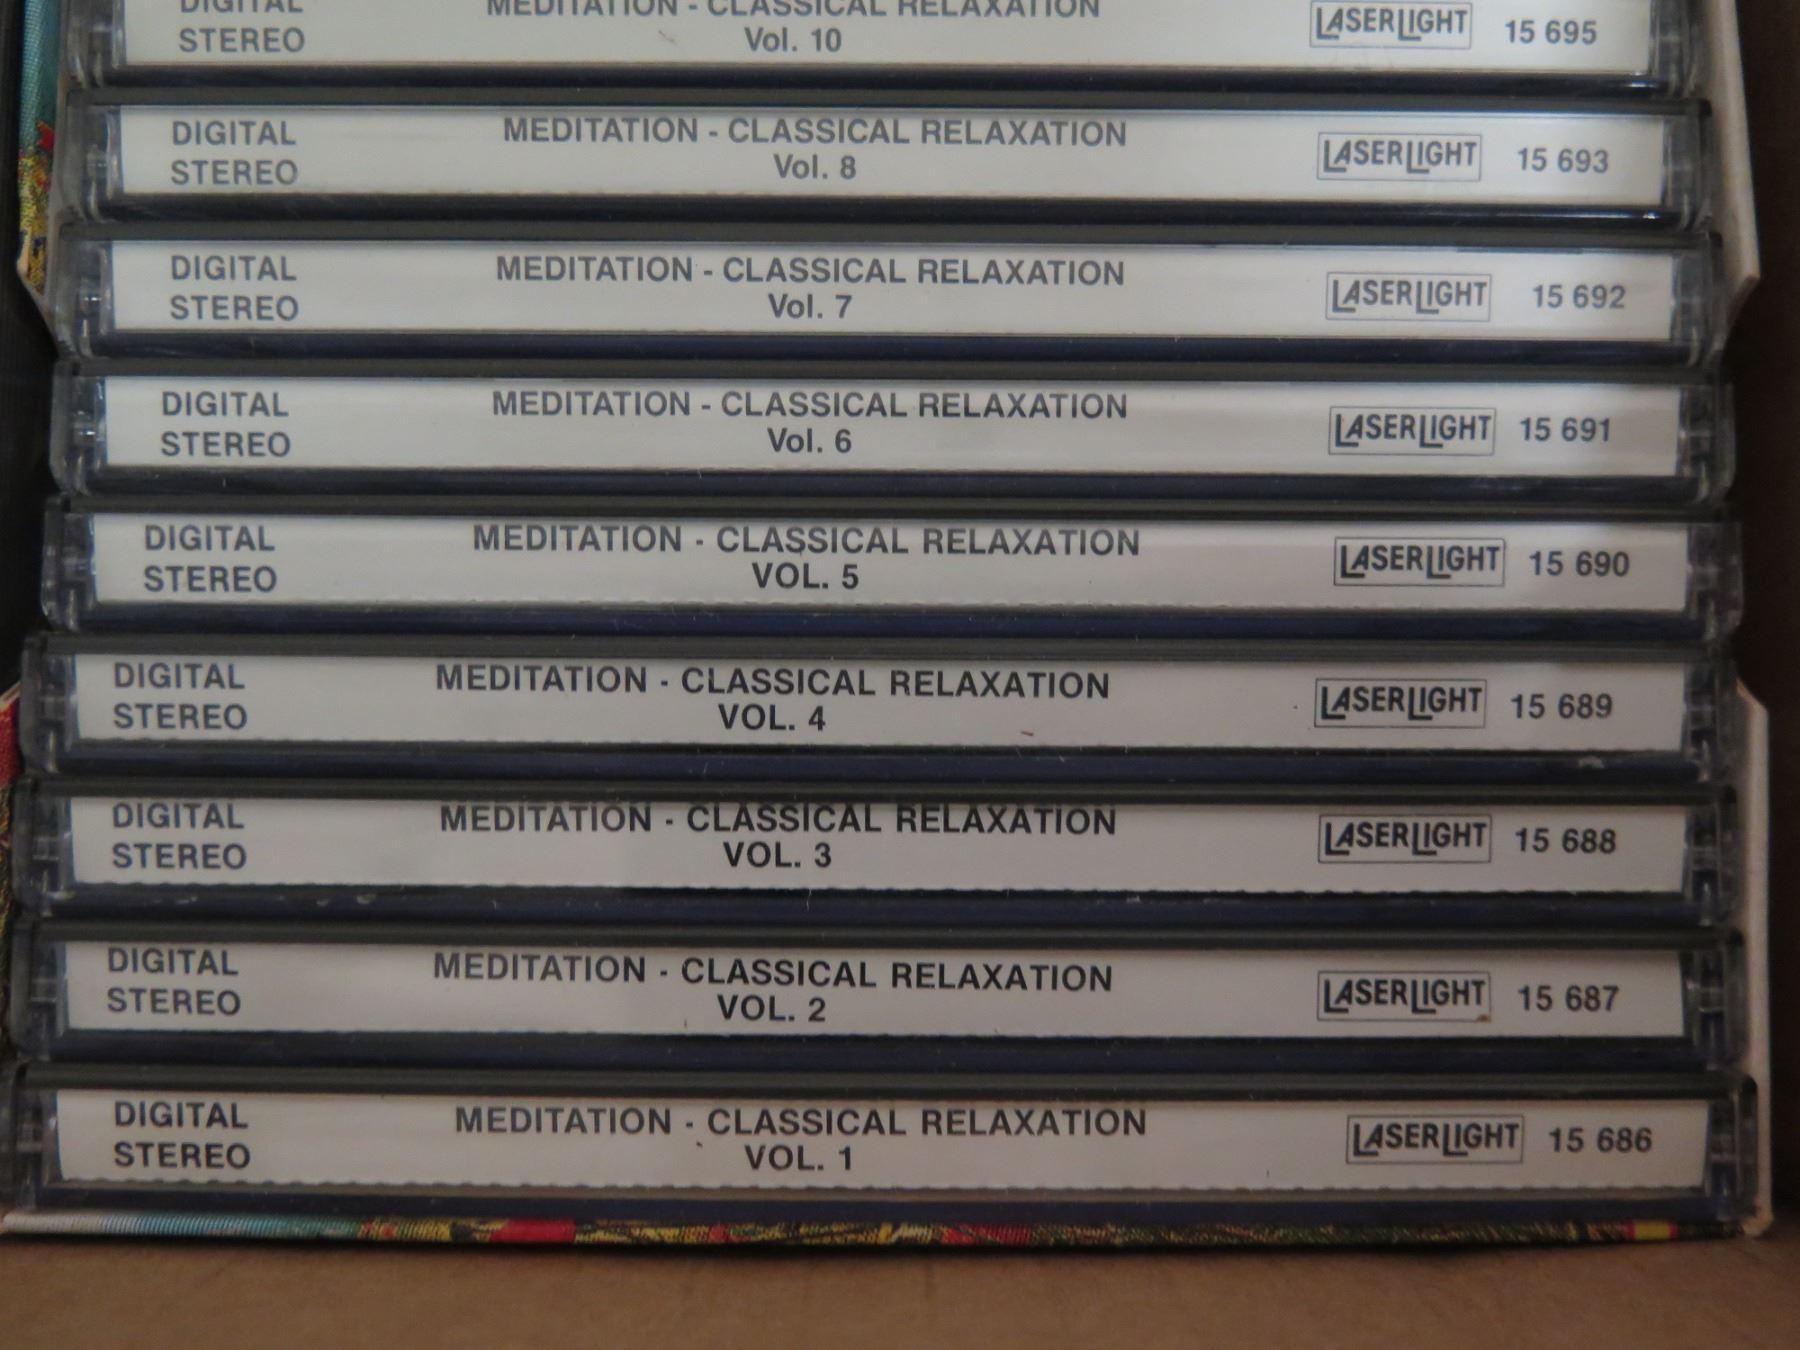 DIGITAL MEDITATION - CLASSICAL RELAXATION
STEREO Vol. 10 LASERLIGHT 15 695
DIGITAL MEDITATION - CLASSICAL RELAXATION
STEREO Vol. 8 LASERLIGHT 15 693
DIGITAL MEDITATION - CLASSICAL RELAXATION
STEREO Vol. 7 LASERLIGHT 15 692
DIGITAL MEDITATION - CLASSICAL RELAXATION
STEREO Vol. 6 LASERLIGHT 15 691
DIGITAL MEDITATION - CLASSICAL RELAXATION
STEREO VOL. 5 LASERLIGHT 15 690
DIGITAL MEDITATION - CLASSICAL RELAXATION
STEREO VOL. 4 LASERLIGHT 15 689
DIGITAL MEDITATION - CLASSICAL RELAXATION
STEREO VOL. 3 LASERLIGHT 15 688
DIGITAL MEDITATION - CLASSICAL RELAXATION
STEREO VOL. 2 LASERLIGHT 15 687
DIGITAL MEDITATION - CLASSICAL RELAXATION
STEREO VOL. 1 LASERLIGHT 15 686